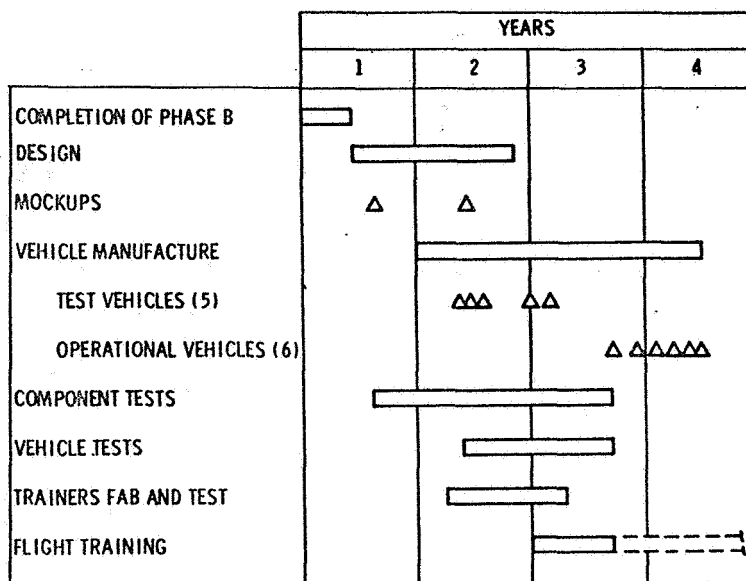 YEARS
1 2 3 4
COMPLETION OF PHASE B
DESIGN
MOCKUPS
VEHICLE MANUFACTURE
TEST VEHICLES (5)
OPERATIONAL VEHICLES (6)
COMPONENT TESTS
VEHICLE TESTS
TRAINERS FAB AND TEST
FLIGHT TRAINING